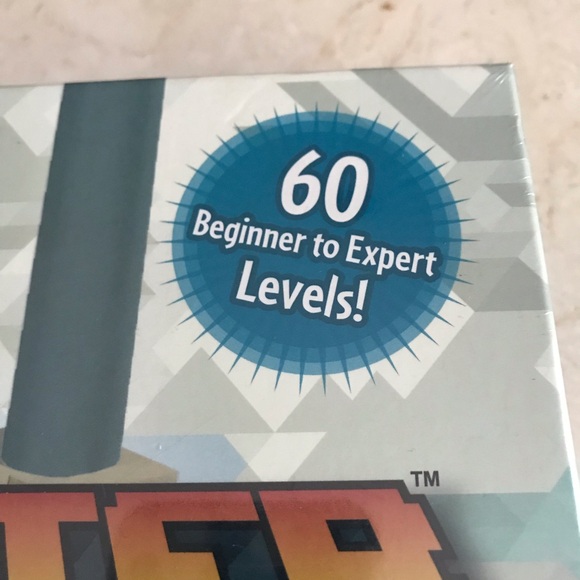 60
Beginner to Expert
Levels!
TM